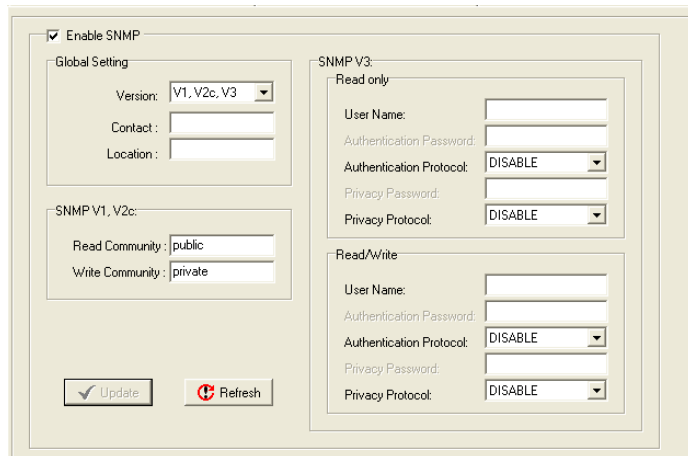 Enable SNMP
Global Setting
Version: V1, V2c, V3
Contact :
Location :
SNMP V1, V2c:
Read Community : public
Write Community : private
Update
Refresh
SNMP V3:
Read only
User Name:
Authentication Password:
Authentication Protocol: DISABLE
Privacy Password:
Privacy Protocol: DISABLE
Read/Write
User Name:
Authentication Password:
Authentication Protocol: DISABLE
Privacy Password:
Privacy Protocol: DISABLE